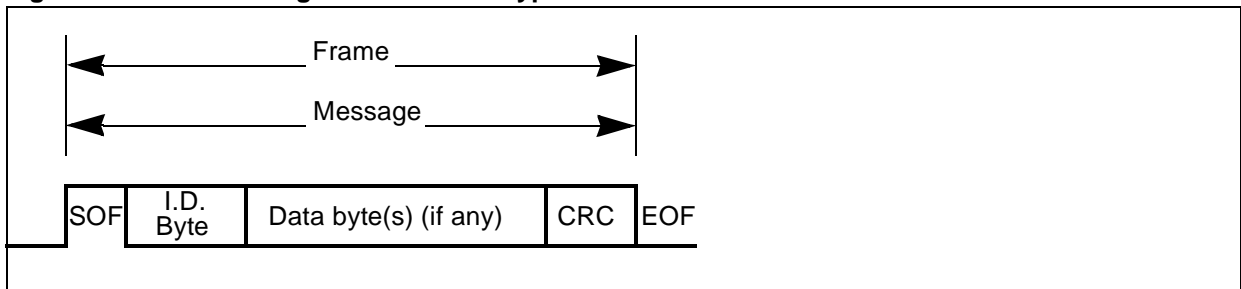 Frame
Message
SOF
I.D.
Byte
Data byte(s) (if any)
CRC
EOF